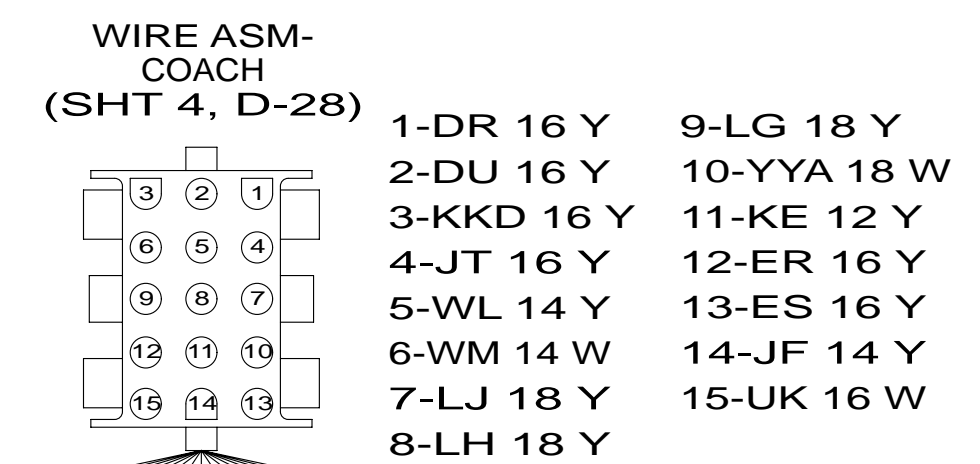 WIRE ASM-
COACH
(SHT 4, D-28)
3 2 1
6 5 4
9 8 7
12 11 10
15 14 13
1-DR 16 Y
2-DU 16 Y
3-KKD 16 Y
4-JT 16 Y
5-WL 14 Y
6-WM 14 W
7-LJ 18 Y
8-LH 18 Y
9-LG 18 Y
10-YYA 18 W
11-KE 12 Y
12-ER 16 Y
13-ES 16 Y
14-JF 14 Y
15-UK 16 W